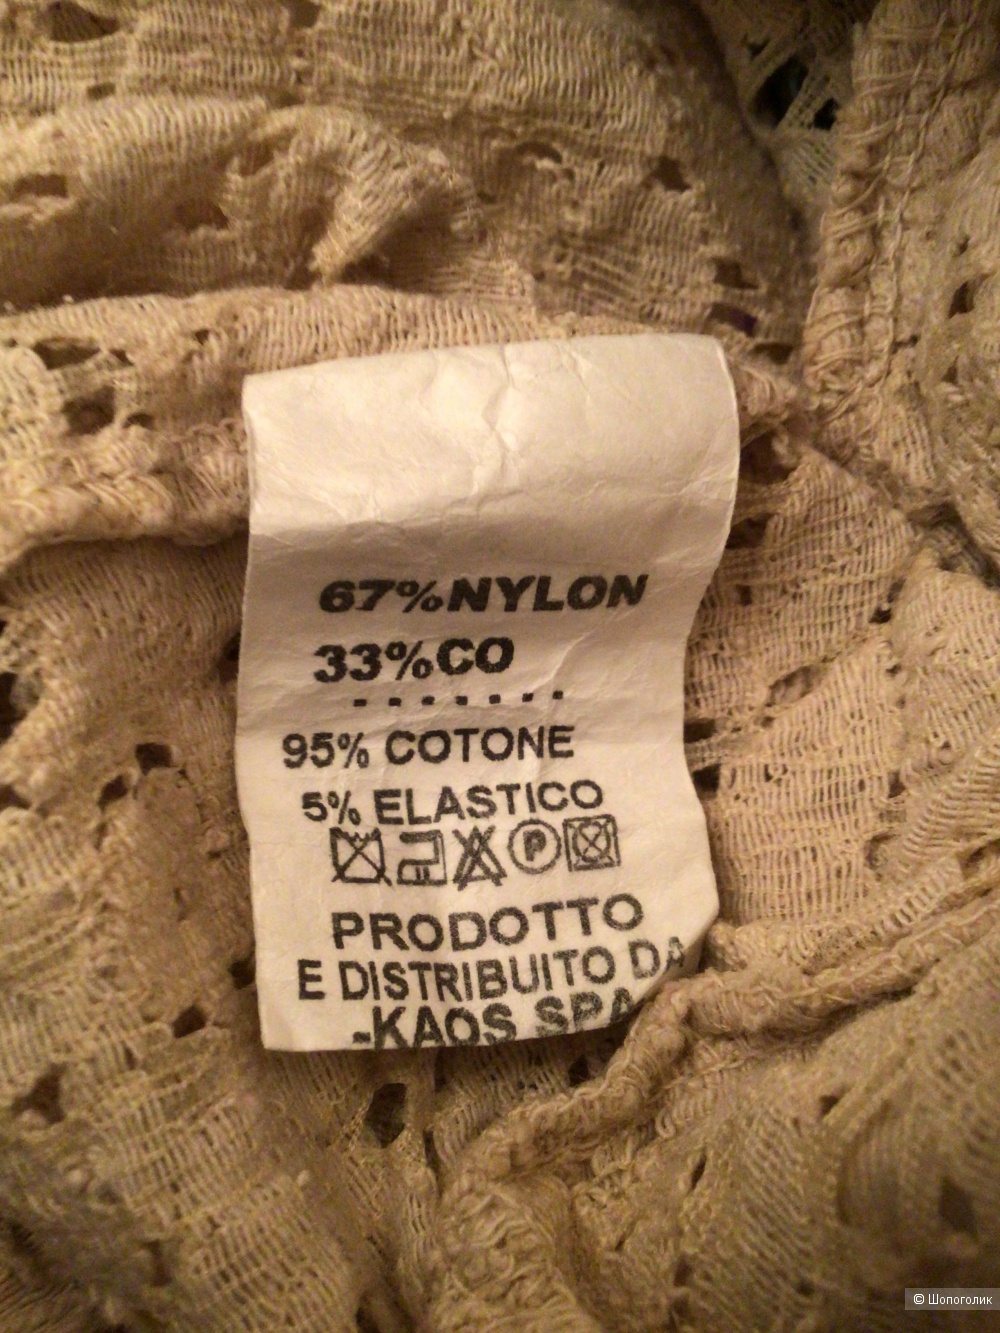 67%NYLON
33%CO
.......
95% COTONE
5% ELASTICO
P
PRODOTTO
E DISTRIBUITO DA
-KAOS SPA
© Шопоголик